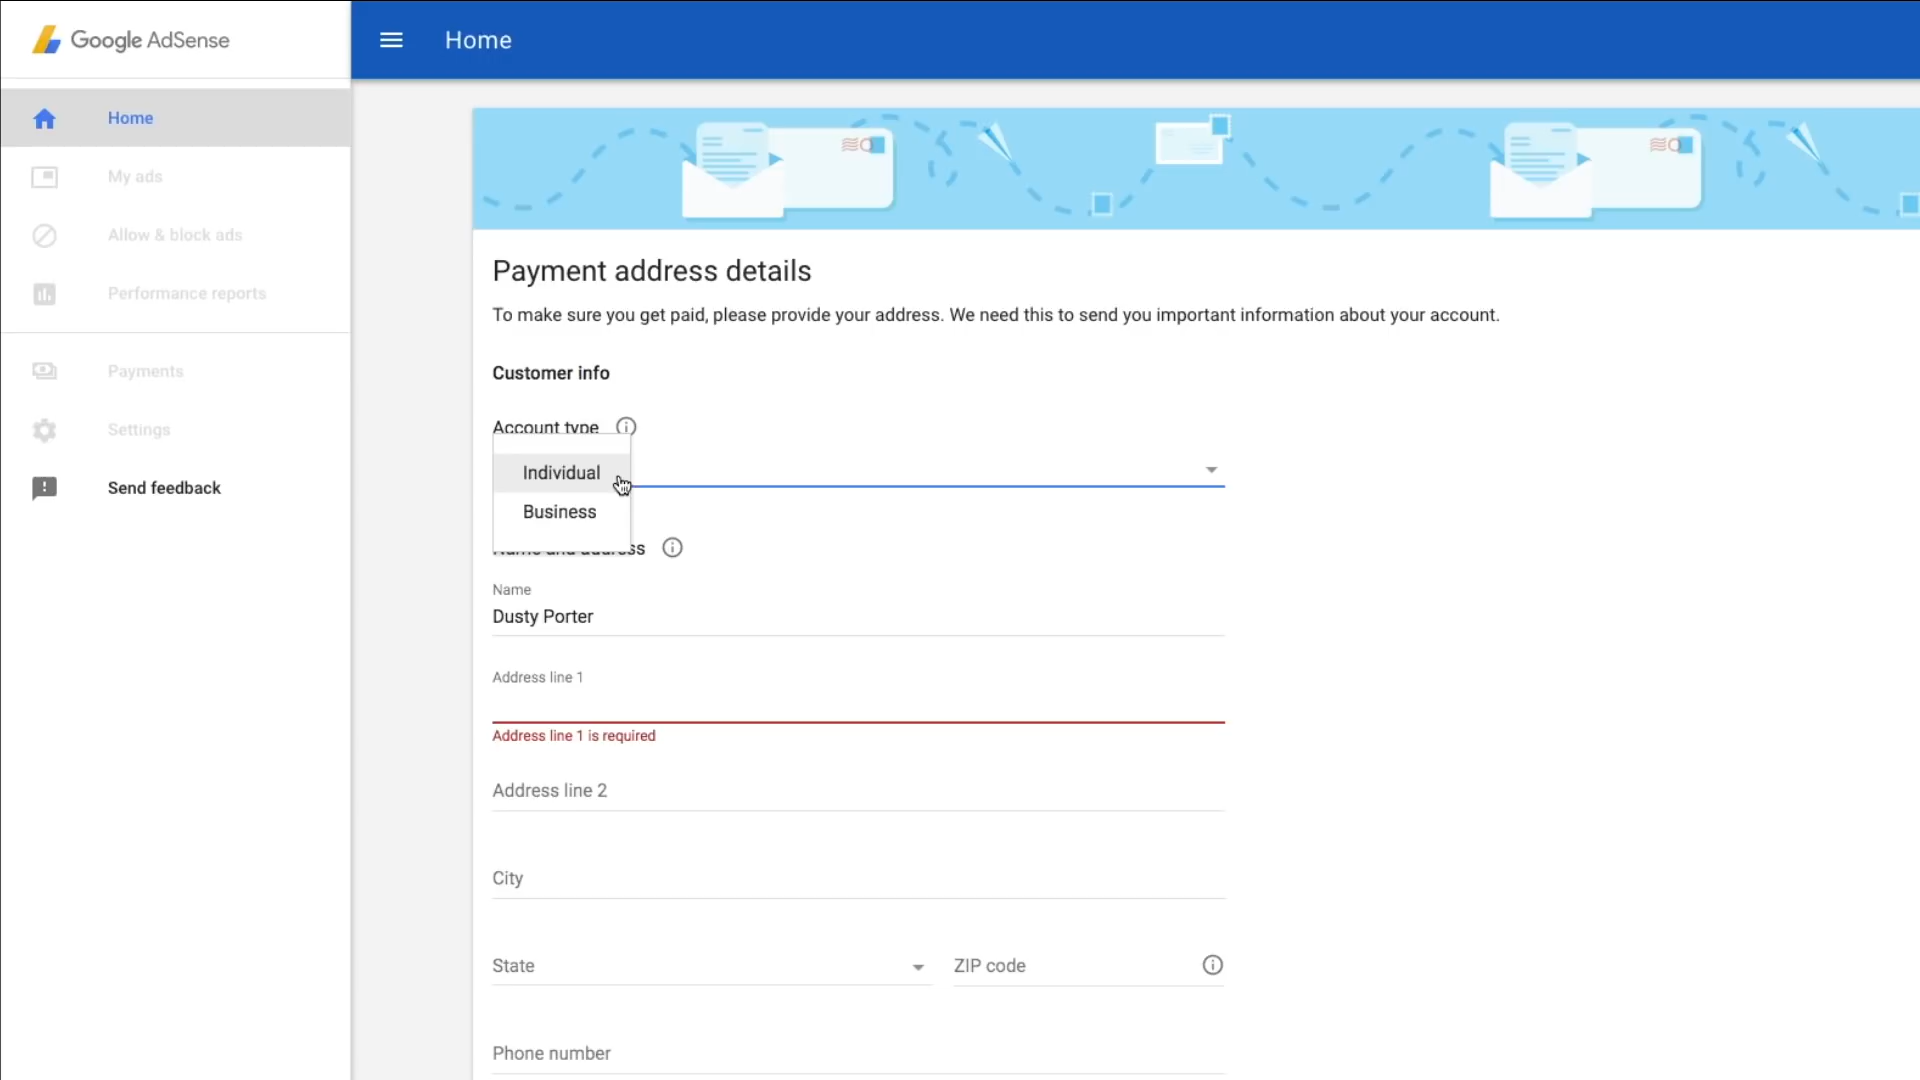 Google AdSense
Home
Home
My ads
Allow & block ads
Performance reports
Payments
Settings
Send feedback
Payment address details
To make sure you get paid, please provide your address. We need this to send you important information about your account.
Customer info
Account type
Individual
Business
Name and address
Name
Dusty Porter
Address line 1
Address line 1 is required
Address line 2
City
State
ZIP code
Phone number